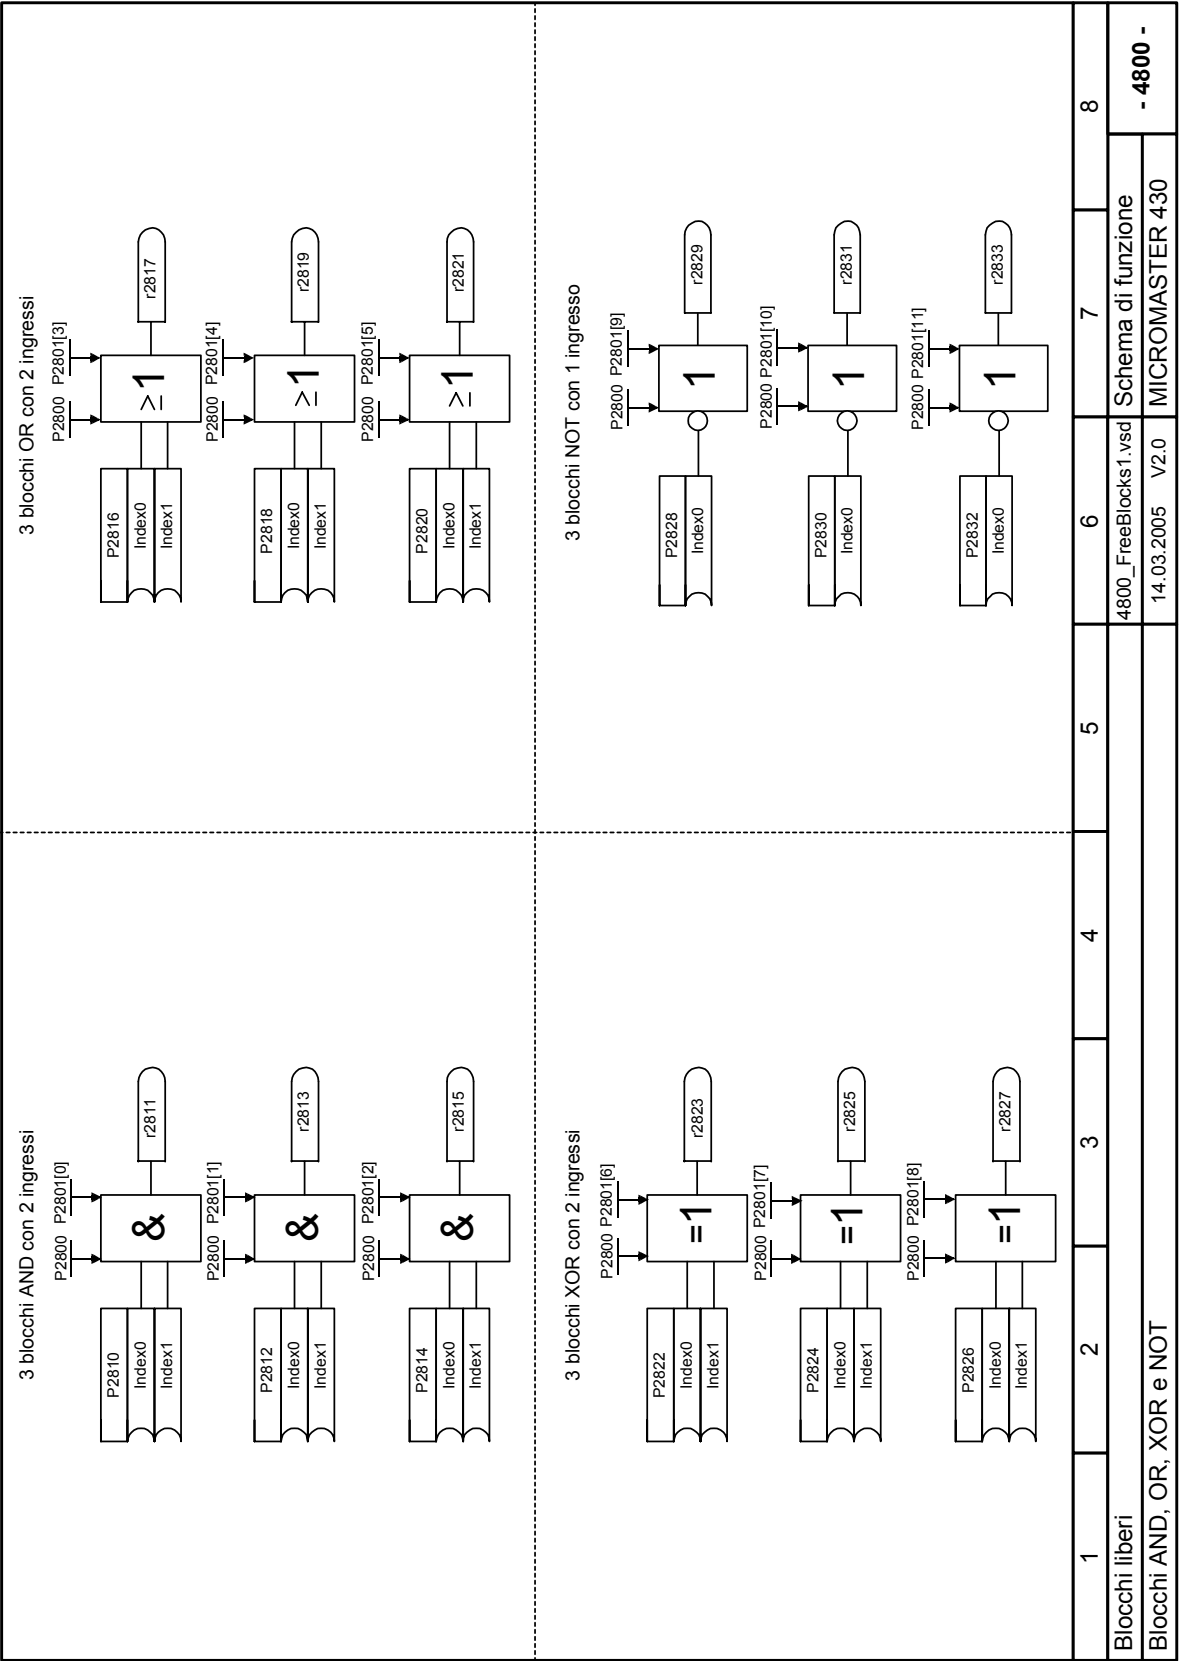 3 blocchi AND con 2 ingressi
P2800 P2801[0]
P2810
Index0
Index1
&
r2811
P2800 P2801[1]
P2812
Index0
Index1
&
r2813
P2800 P2801[2]
P2814
Index0
Index1
&
r2815
3 blocchi OR con 2 ingressi
P2800 P2801[3]
P2816
Index0
Index1
≥1
r2817
P2800 P2801[4]
P2818
Index0
Index1
≥1
r2819
P2800 P2801[5]
P2820
Index0
Index1
≥1
r2821
3 blocchi XOR con 2 ingressi
P2800 P2801[6]
P2822
Index0
Index1
=1
r2823
P2800 P2801[7]
P2824
Index0
Index1
=1
r2825
P2800 P2801[8]
P2826
Index0
Index1
=1
r2827
3 blocchi NOT con 1 ingresso
P2800 P2801[9]
P2828
Index0
1
r2829
P2800 P2801[10]
P2830
Index0
1
r2831
P2800 P2801[11]
P2832
Index0
1
r2833
1 2 3 4 5 6 7 8
Blocchi liberi
4800_FreeBlocks1.vsd
Schema di funzione
- 4800 -
Blocchi AND, OR, XOR e NOT
14.03.2005 V2.0
MICROMASTER 430